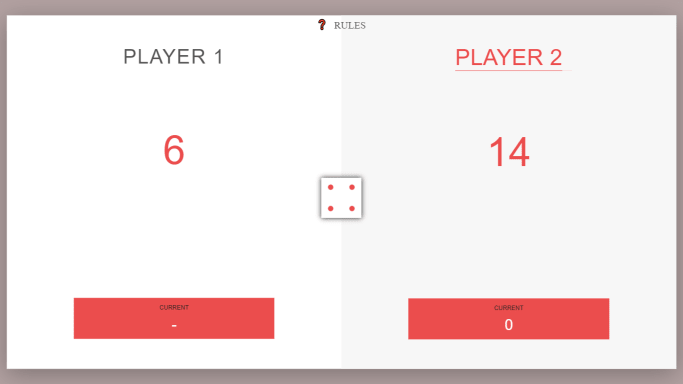 ❓ RULES
PLAYER 1
PLAYER 2
6
14
CURRENT
-
CURRENT
0